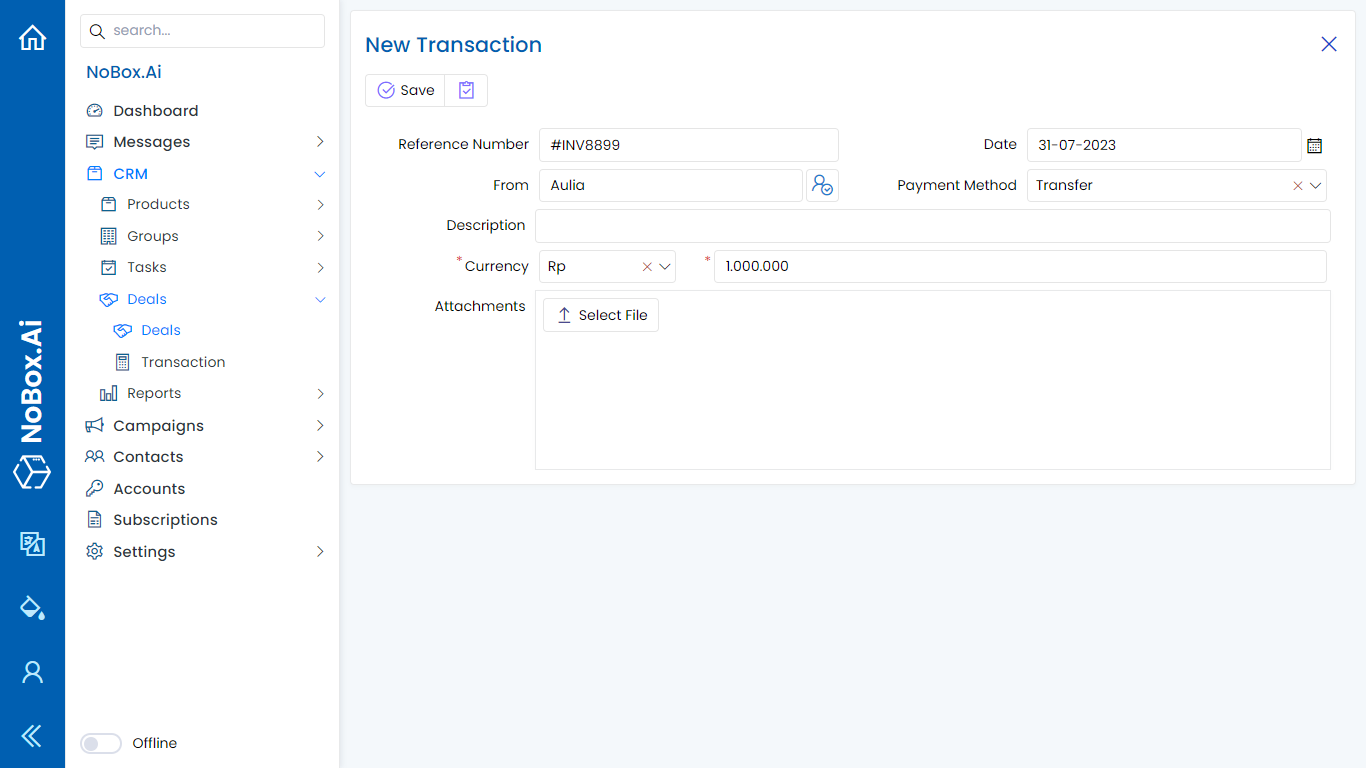 NoBox.Ai
search...
NoBox.Ai
Dashboard
Messages
CRM
Products
Groups
Tasks
Deals
Deals
Transaction
Reports
Campaigns
Contacts
Accounts
Subscriptions
Settings
Offline
New Transaction
Save
Reference Number #INV8899 Date 31-07-2023
From Aulia Payment Method Transfer
Description
*Currency Rp * 1.000.000
Attachments Select File